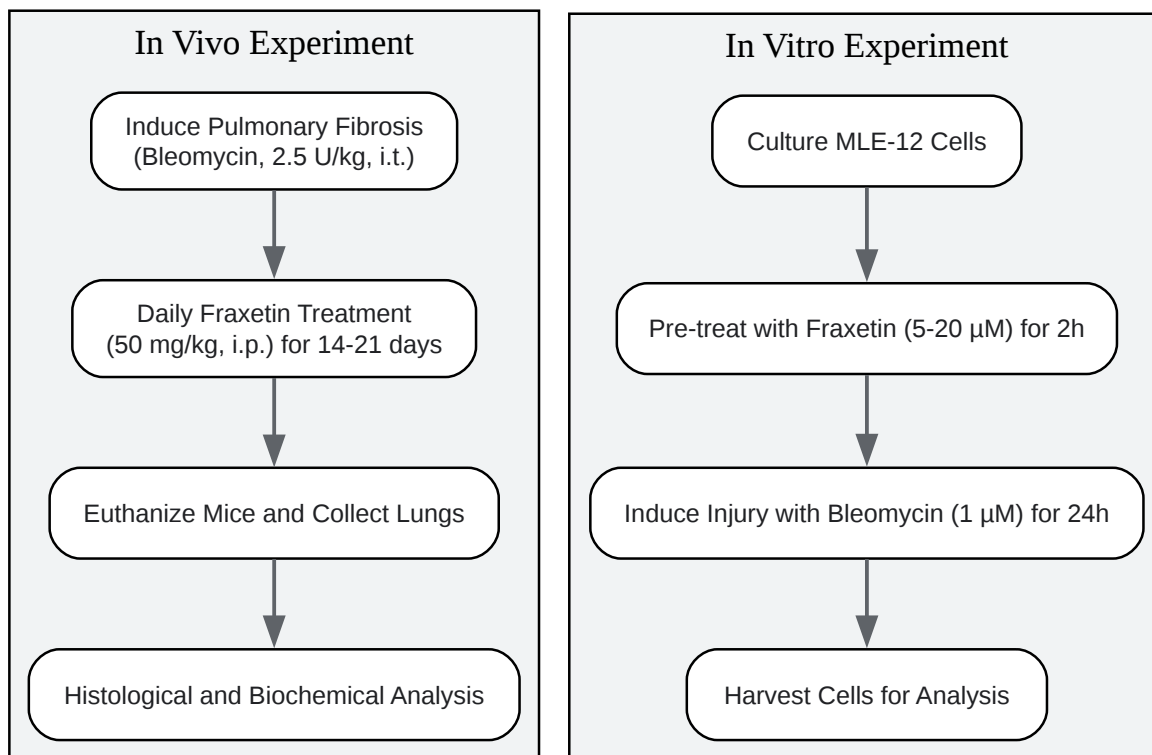 In Vivo Experiment
Induce Pulmonary Fibrosis
(Bleomycin, 2.5 U/kg, i.t.)
Daily Fraxetin Treatment
(50 mg/kg, i.p.) for 14-21 days
Euthanize Mice and Collect Lungs
Histological and Biochemical Analysis
In Vitro Experiment
Culture MLE-12 Cells
Pre-treat with Fraxetin (5-20 µM) for 2h
Induce Injury with Bleomycin (1 µM) for 24h
Harvest Cells for Analysis